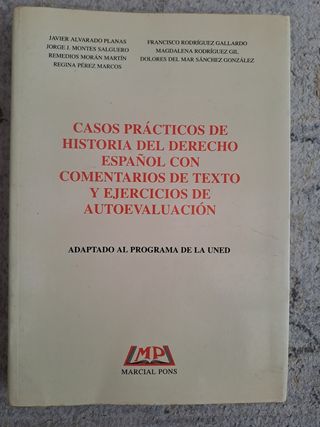 JAVIER ALVARADO PLANAS
JORGE J. MONTES SALGUERO
REMEDIOS MORÁN MARTÍN
REGINA PÉREZ MARCOS
FRANCISCO RODRÍGUEZ GALLARDO
MAGDALENA RODRÍGUEZ GIL
DOLORES DEL MAR SÁNCHEZ GONZÁLEZ
CASOS PRÁCTICOS DE
HISTORIA DEL DERECHO
ESPAÑOL CON
COMENTARIOS DE TEXTO
Y EJERCICIOS DE
AUTOEVALUACIÓN
ADAPTADO AL PROGRAMA DE LA UNED
MP
MARCIAL PONS